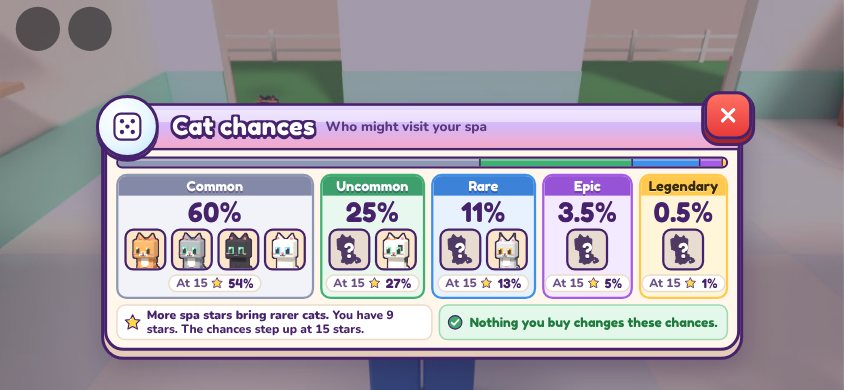 Cat chances
Who might visit your spa
Common
Uncommon
Rare
Epic
Legendary
60%
25%
11%
3.5%
0.5%
?
?
?
?
At 15 54%
At 15 27%
At 15 13%
At 15 5%
At 15 1%
More spa stars bring rarer cats. You have 9
stars. The chances step up at 15 stars.
Nothing you buy changes these chances.